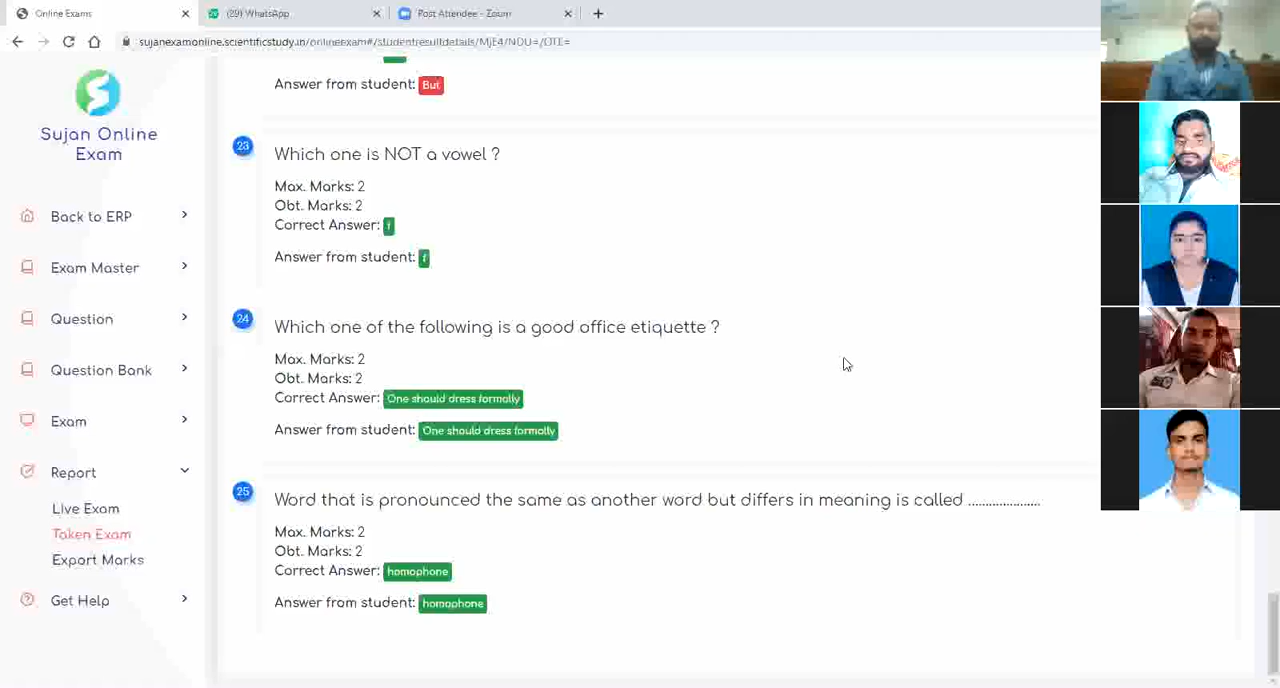 Online Exams
(29) WhatsApp
Post Attendee - Zoom
sujanexamonline.scientificstudy.in/onlineexam#/studentresultdetails/MjE4/NDU=/OTE=
Sujan Online
Exam
Back to ERP
Exam Master
Question
Question Bank
Exam
Report
Live Exam
Taken Exam
Export Marks
Get Help
Answer from student: But
23
Which one is NOT a vowel ?
Max. Marks: 2
Obt. Marks: 2
Correct Answer: f
Answer from student: f
24
Which one of the following is a good office etiquette ?
Max. Marks: 2
Obt. Marks: 2
Correct Answer: One should dress formally
Answer from student: One should dress formally
25
Word that is pronounced the same as another word but differs in meaning is called .....................
Max. Marks: 2
Obt. Marks: 2
Correct Answer: homophone
Answer from student: homophone